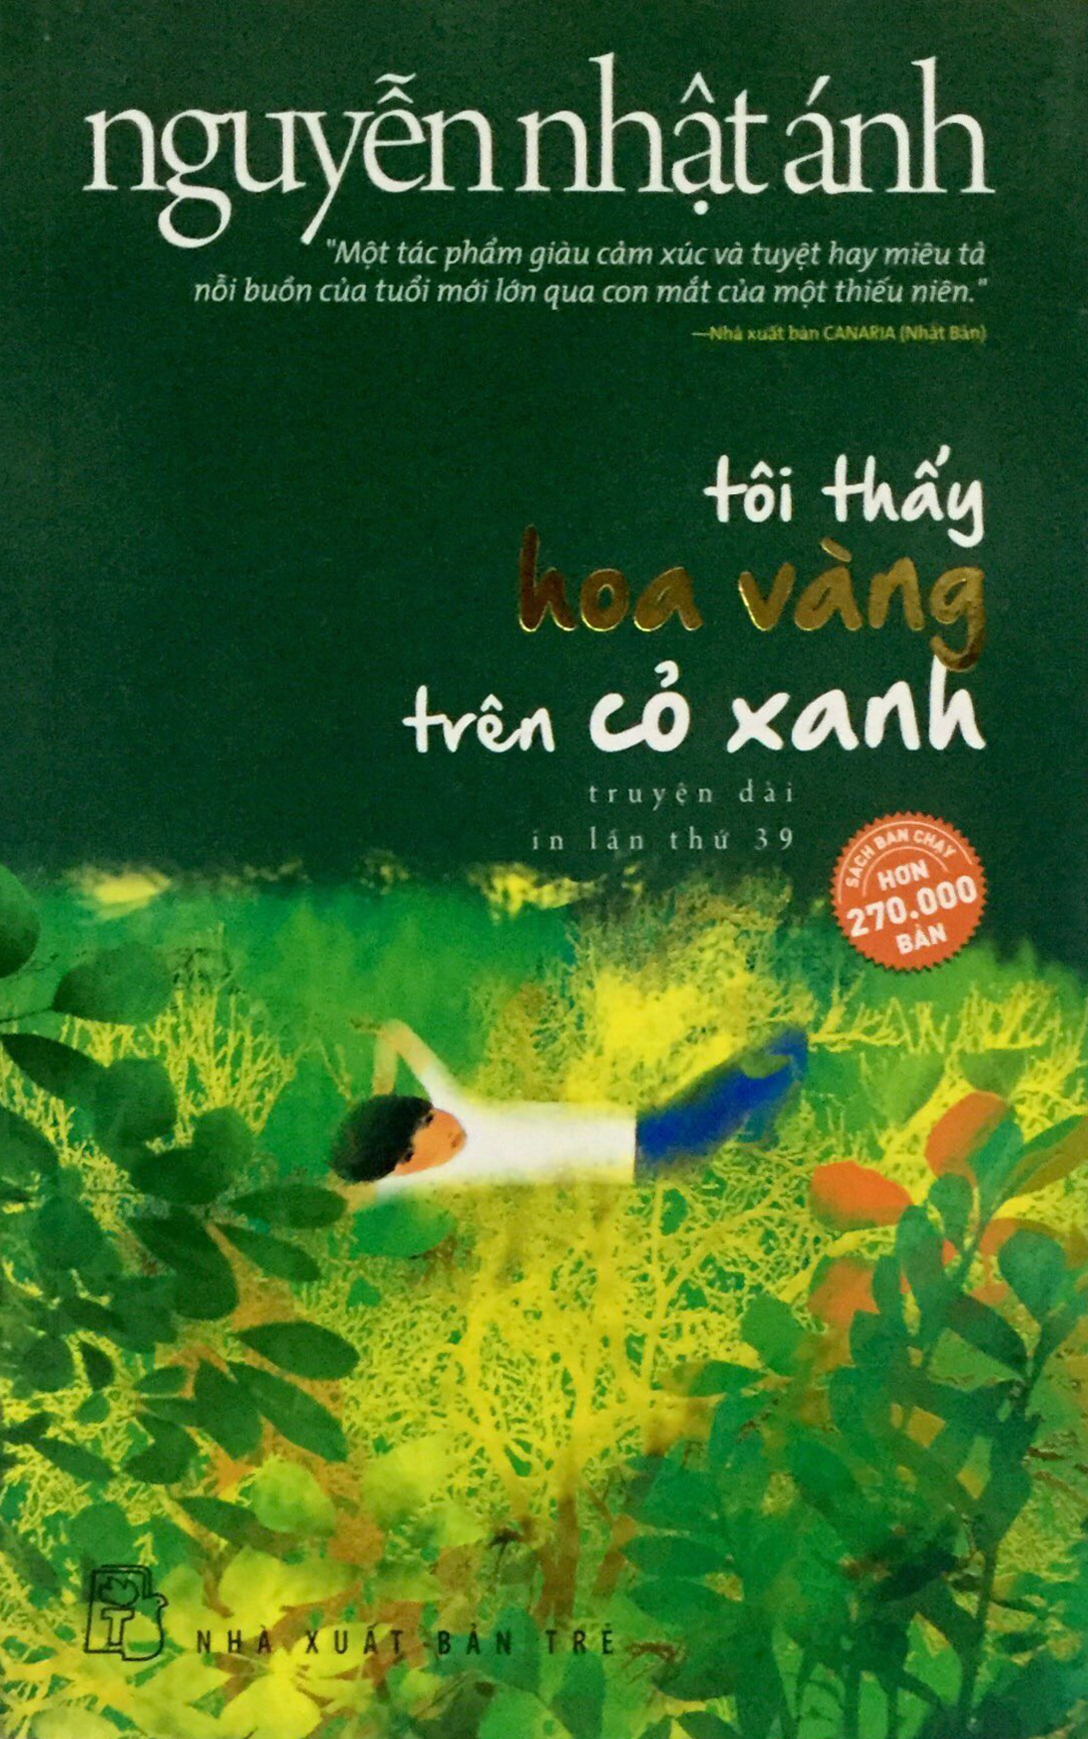 nguyễn nhật ánh
"Một tác phẩm giàu cảm xúc và tuyệt hay miêu tả
nỗi buồn của tuổi mới lớn qua con mắt của một thiếu niên."
—Nhà xuất bản CANARIA (Nhật Bản)
tôi thấy
hoa vàng
trên cỏ xanh
truyện dài
in lần thứ 39
SÁCH BÁN CHẠY
HƠN
270.000
BẢN
T
NHÀ XUẤT BẢN TRẺ